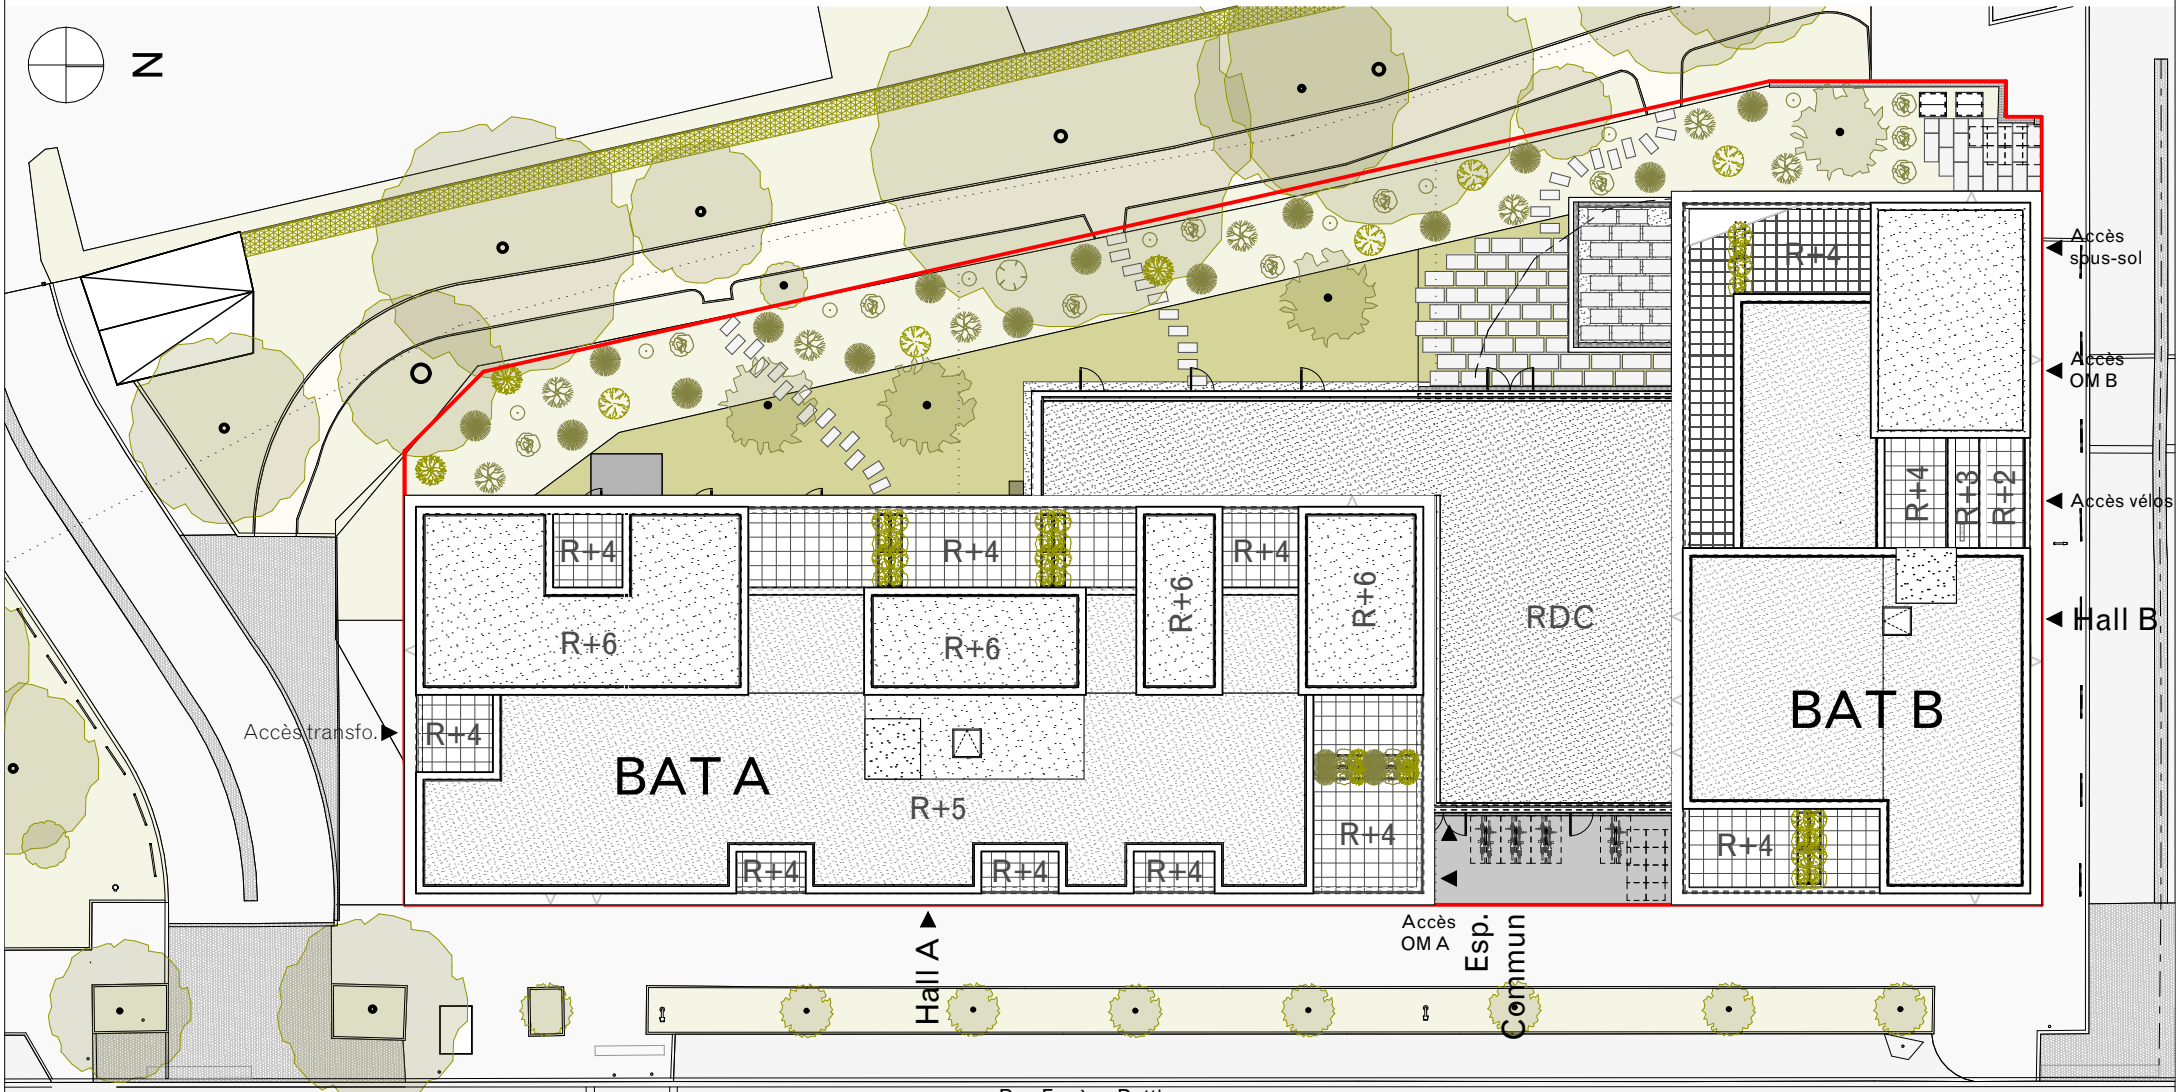 N
R+4
Accès
sous-sol
Accès
OM B
R+4
R+3
R+2
Accès vélos
R+4
R+4
R+4
R+6
R+6
R+6
R+6
RDC
Hall B
BAT B
Accès transfo.
R+4
BAT A
R+5
R+4
R+4
R+4
R+4
R+4
Hall A
Accès
OM A
Esp.
Commun